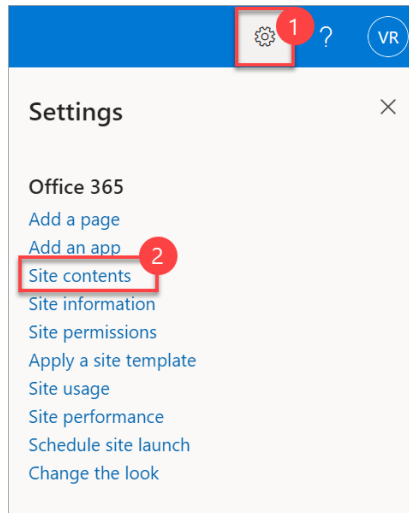 1
?
VR
Settings
Office 365
Add a page
Add an app
2
Site contents
Site information
Site permissions
Apply a site template
Site usage
Site performance
Schedule site launch
Change the look